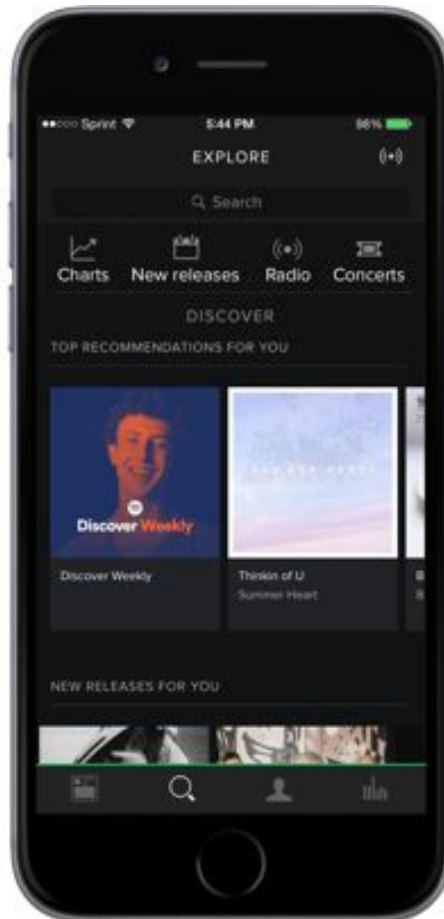 Sprint 5:44 PM 98%
EXPLORE
Search
Charts New releases Radio Concerts
DISCOVER
TOP RECOMMENDATIONS FOR YOU
Discover Weekly
Discover Weekly
Thinkin of U
Summer Heart
B
NEW RELEASES FOR YOU